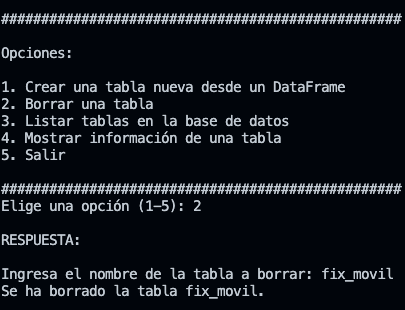 ##################################################
Opciones:
1. Crear una tabla nueva desde un DataFrame
2. Borrar una tabla
3. Listar tablas en la base de datos
4. Mostrar información de una tabla
5. Salir
##################################################
Elige una opción (1-5): 2
RESPUESTA:
Ingresa el nombre de la tabla a borrar: fix_movil
Se ha borrado la tabla fix_movil.